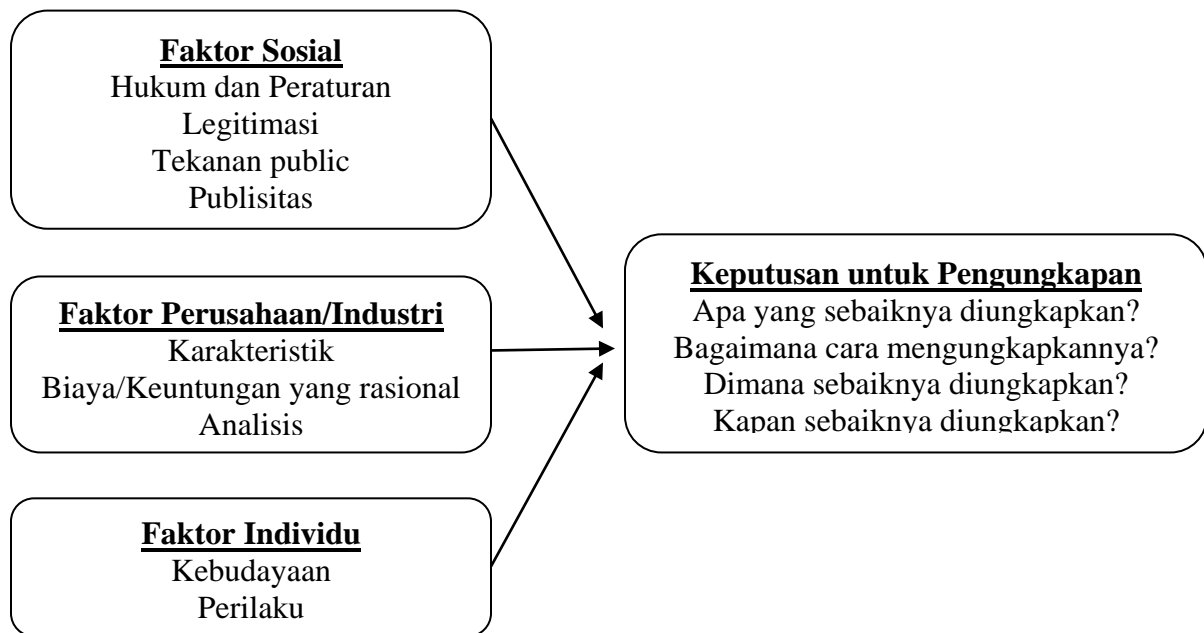 Faktor Sosial
Hukum dan Peraturan
Legitimasi
Tekanan public
Publisitas
Faktor Perusahaan/Industri
Karakteristik
Biaya/Keuntungan yang rasional
Analisis
Faktor Individu
Kebudayaan
Perilaku
Keputusan untuk Pengungkapan
Apa yang sebaiknya diungkapkan?
Bagaimana cara mengungkapkannya?
Dimana sebaiknya diungkapkan?
Kapan sebaiknya diungkapkan?